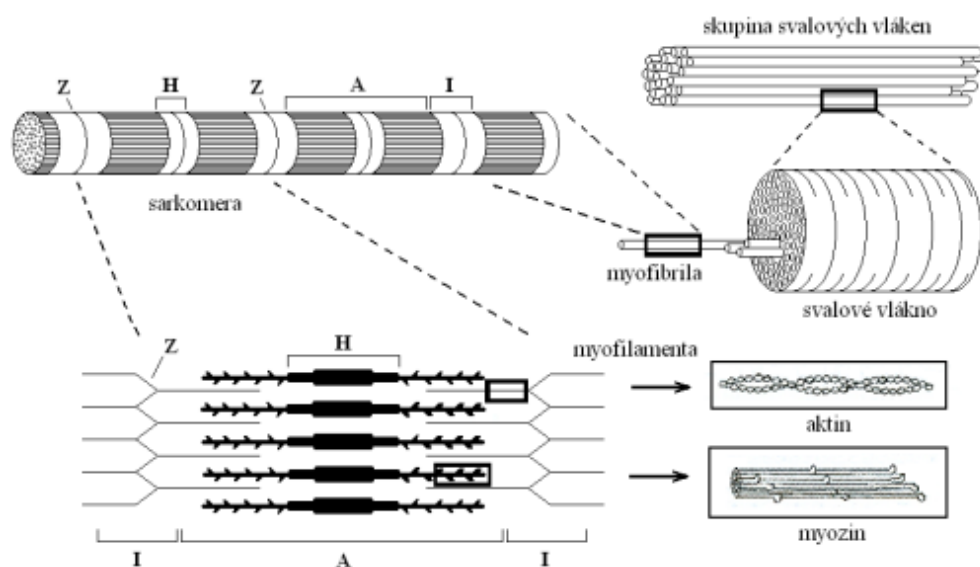 skupina svalových vláken
Z H Z A I
sarkomera
myofibrila
svalové vlákno
Z H myofilamenta
aktin
myozin
I A I